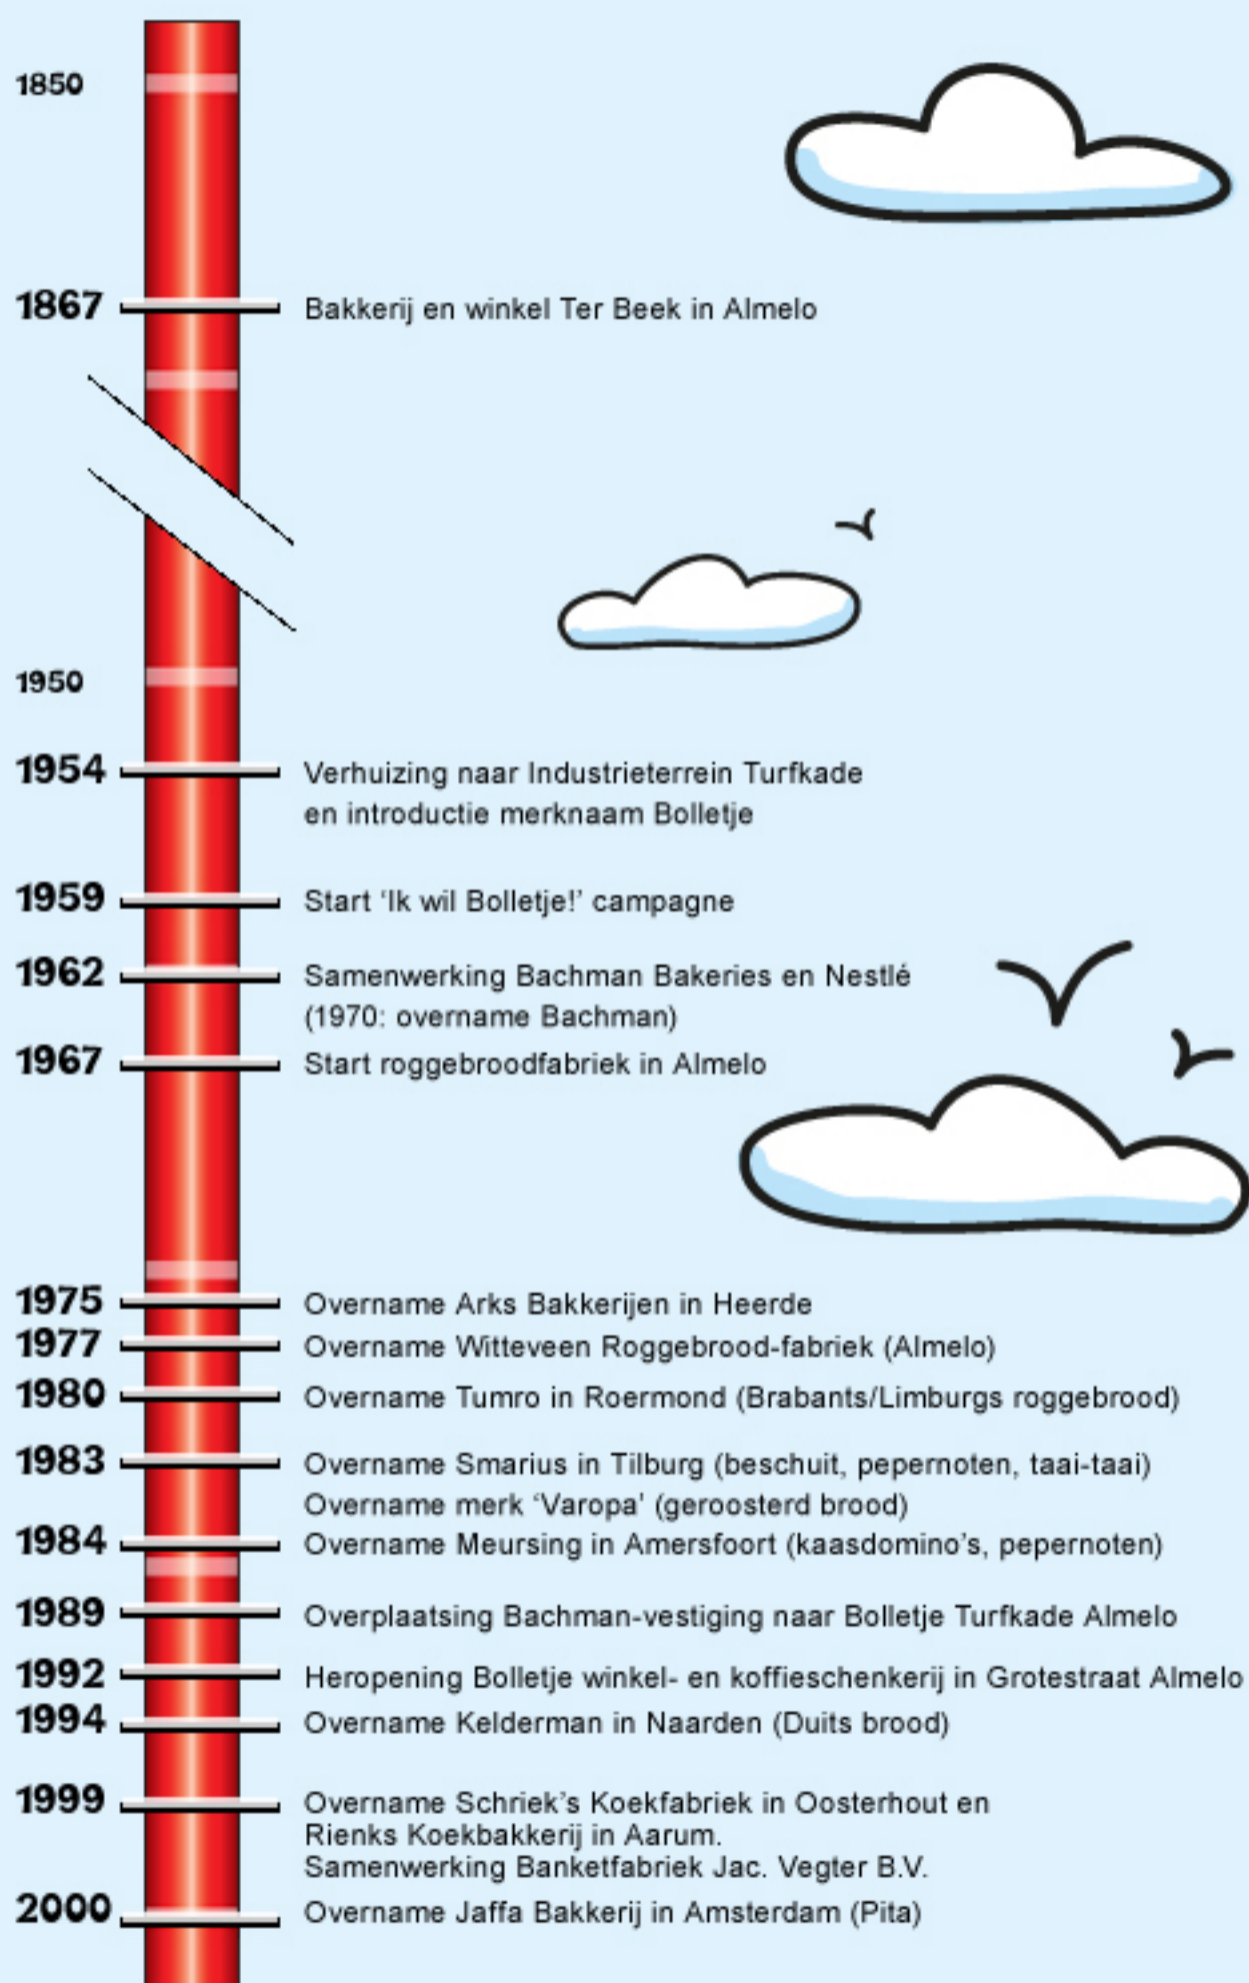 1850
1867 Bakkerij en winkel Ter Beek in Almelo
1950
1954 Verhuizing naar Industrieterrein Turfkade
en introductie merknaam Bolletje
1959 Start ‘Ik wil Bolletje!’ campagne
1962 Samenwerking Bachman Bakeries en Nestlé
(1970: overname Bachman)
1967 Start roggebroodfabriek in Almelo
1975 Overname Arks Bakkerijen in Heerde
1977 Overname Witteveen Roggebrood-fabriek (Almelo)
1980 Overname Tumro in Roermond (Brabants/Limburgs roggebrood)
1983 Overname Smarius in Tilburg (beschuit, pepernoten, taai-taai)
Overname merk ‘Varopa’ (geroosterd brood)
1984 Overname Meursing in Amersfoort (kaasdomino’s, pepernoten)
1989 Overplaatsing Bachman-vestiging naar Bolletje Turfkade Almelo
1992 Heropening Bolletje winkel- en koffieschenkerij in Grotestraat Almelo
1994 Overname Kelderman in Naarden (Duits brood)
1999 Overname Schriek’s Koekfabriek in Oosterhout en
Rienks Koekbakkerij in Aarum.
Samenwerking Banketfabriek Jac. Vegter B.V.
2000 Overname Jaffa Bakkerij in Amsterdam (Pita)